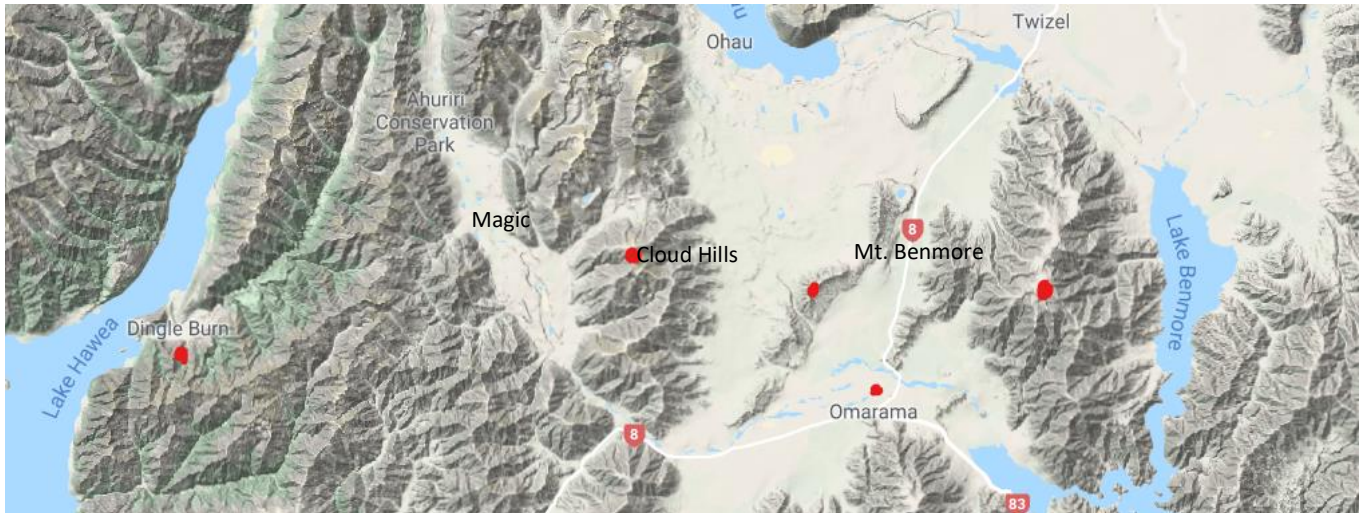 Twizel
Ohau
au
Ahuriri
Conservation
Park
Magic
Cloud Hills
Mt. Benmore
8
Lake Benmore
Lake Hawea
Dingle Burn
Omarama
8
83